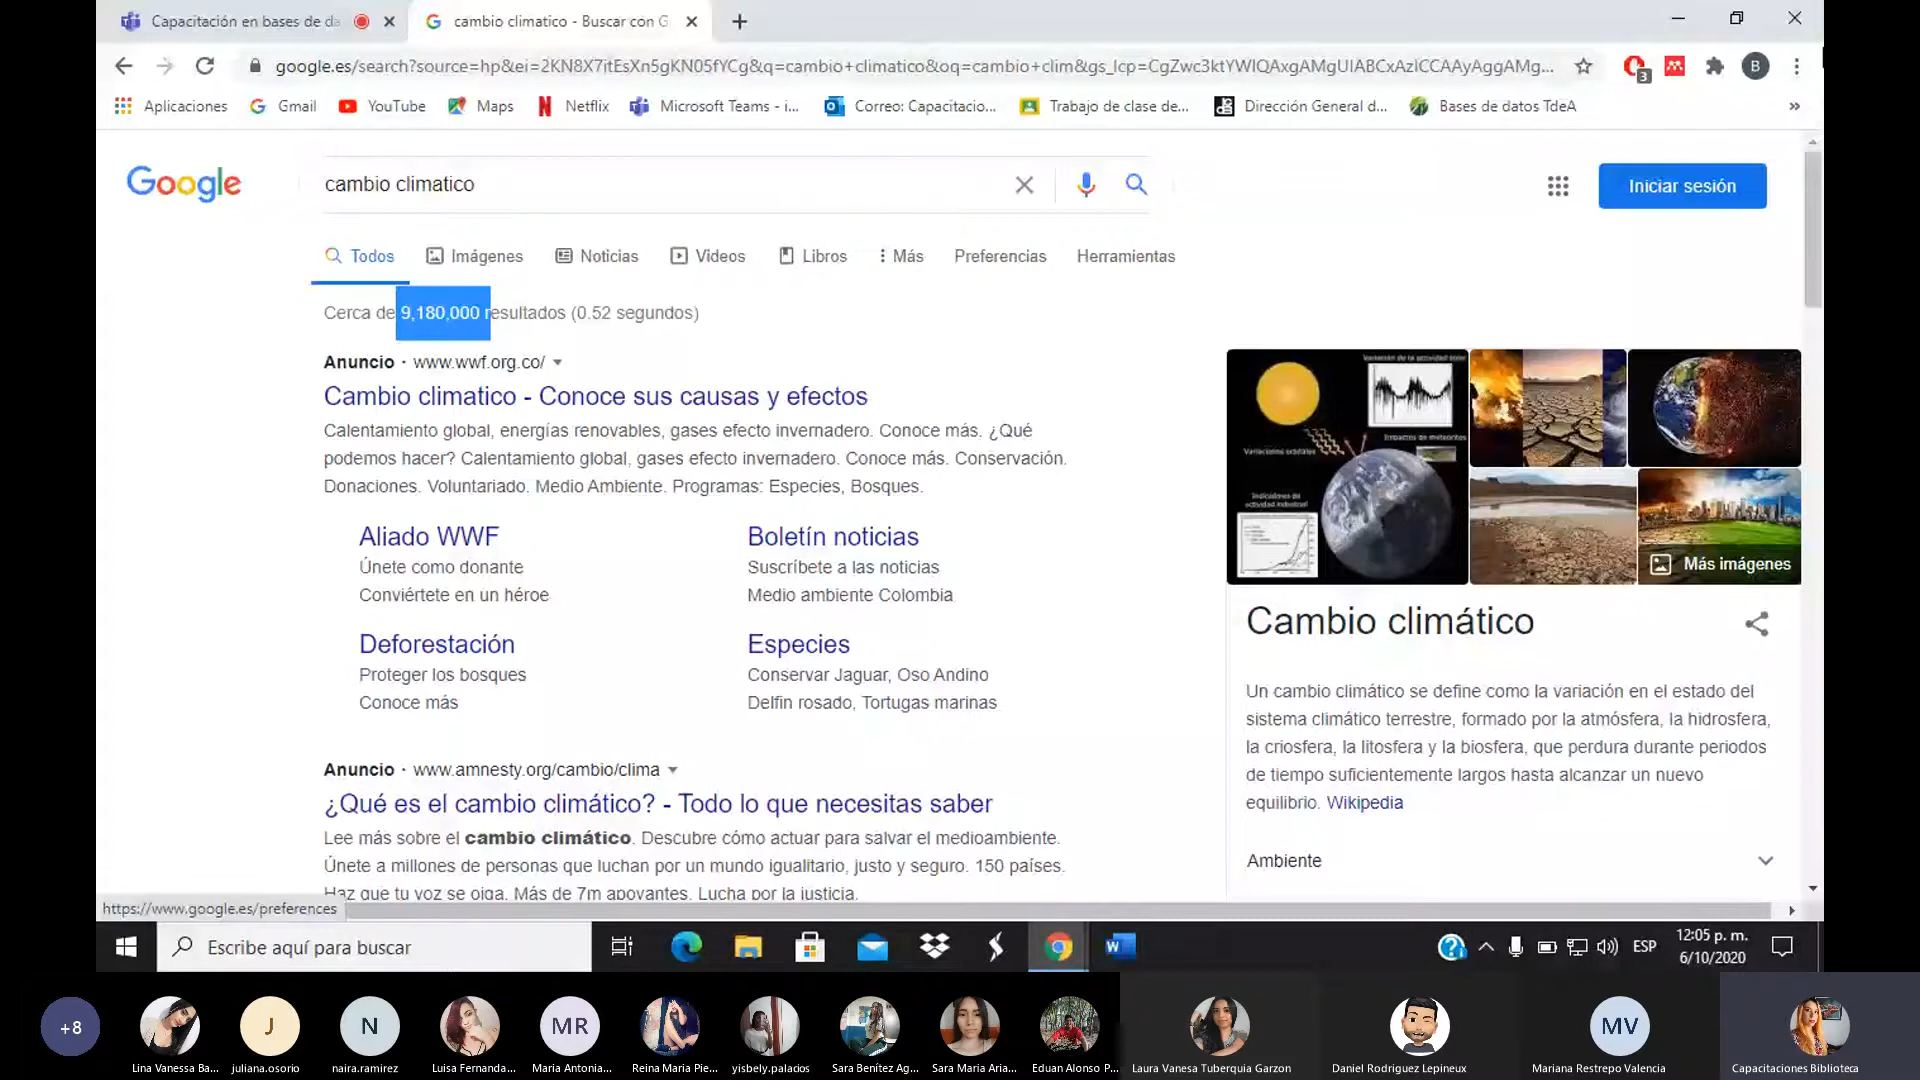 Capacitación en bases de da
cambio climatico - Buscar con G
google.es/search?source=hp&ei=2KN8X7itEsXn5gKN05fYCg&q=cambio+climatico&oq=cambio+clim&gs_lcp=CgZwc3ktYWIQAxgAMgUIABCxAzICCAAyAggAMg...
3
B
Aplicaciones
Gmail
YouTube
Maps
Netflix
Microsoft Teams - i...
Correo: Capacitacio...
Trabajo de clase de...
Dirección General d...
Bases de datos TdeA
»
Google
cambio climatico
Iniciar sesión
Todos
Imágenes
Noticias
Videos
Libros
Más
Preferencias
Herramientas
Cerca de 9,180,000 resultados (0.52 segundos)
Anuncio · www.wwf.org.co/
Cambio climatico - Conoce sus causas y efectos
Calentamiento global, energías renovables, gases efecto invernadero. Conoce más. ¿Qué
podemos hacer? Calentamiento global, gases efecto invernadero. Conoce más. Conservación.
Donaciones. Voluntariado. Medio Ambiente. Programas: Especies, Bosques.
Aliado WWF
Únete como donante
Conviértete en un héroe
Boletín noticias
Suscríbete a las noticias
Medio ambiente Colombia
Deforestación
Proteger los bosques
Conoce más
Especies
Conservar Jaguar, Oso Andino
Delfin rosado, Tortugas marinas
Anuncio · www.amnesty.org/cambio/clima
¿Qué es el cambio climático? - Todo lo que necesitas saber
Lee más sobre el cambio climático. Descubre cómo actuar para salvar el medioambiente.
Únete a millones de personas que luchan por un mundo igualitario, justo y seguro. 150 países.
Haz que tu voz se oiga. Más de 7m apoyantes. Lucha por la justicia.
Variación de la actividad solar
Impactos de meteoritos
Variaciones orbitales
Indicadores de
actividad industrial
Más imágenes
Cambio climático
Un cambio climático se define como la variación en el estado del
sistema climático terrestre, formado por la atmósfera, la hidrosfera,
la criosfera, la litosfera y la biosfera, que perdura durante periodos
de tiempo suficientemente largos hasta alcanzar un nuevo
equilibrio. Wikipedia
Ambiente
https://www.google.es/preferences
Escribe aquí para buscar
ESP
12:05 p. m.
6/10/2020
+8
J
N
MR
MV
Lina Vanessa Ba...
juliana.osorio
naira.ramirez
Luisa Fernanda...
Maria Antonia...
Reina Maria Pie...
yisbely.palacios
Sara Benítez Ag...
Sara Maria Aria...
Eduan Alonso P...
Laura Vanesa Tuberquia Garzon
Daniel Rodriguez Lepineux
Mariana Restrepo Valencia
Capacitaciones Biblioteca